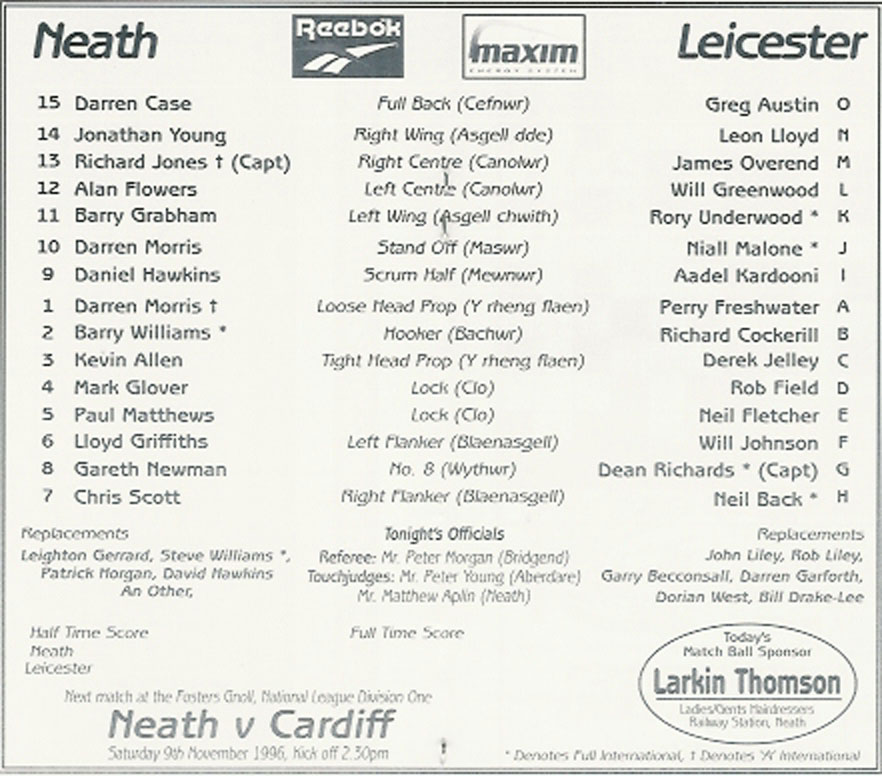 Neath Reebok maxim Leicester
ENERGY SYSTEM
15 Darren Case Full Back (Cefnwr) Greg Austin O
14 Jonathan Young Right Wing (Asgell dde) Leon Lloyd N
13 Richard Jones † (Capt) Right Centre (Canolwr) James Overend M
12 Alan Flowers Left Centre (Canolwr) Will Greenwood L
11 Barry Grabham Left Wing (Asgell chwith) Rory Underwood * K
10 Darren Morris Stand Off (Maswr) Niall Malone * J
9 Daniel Hawkins Scrum Half (Mewnwr) Aadel Kardooni I
1 Darren Morris † Loose Head Prop (Y rheng flaen) Perry Freshwater A
2 Barry Williams * Hooker (Bachwr) Richard Cockerill B
3 Kevin Allen Tight Head Prop (Y rheng flaen) Derek Jelley C
4 Mark Glover Lock (Clo) Rob Field D
5 Paul Matthews Lock (Clo) Neil Fletcher E
6 Lloyd Griffiths Left Flanker (Blaenasgell) Will Johnson F
8 Gareth Newman No. 8 (Wythwr) Dean Richards * (Capt) G
7 Chris Scott Right Flanker (Blaenasgell) Neil Back * H
Replacements
Leighton Gerrard, Steve Williams *,
Patrick Horgan, David Hawkins
An Other,
Tonight's Officials
Referee: Mr. Peter Morgan (Bridgend)
Touchjudges: Mr. Peter Young (Aberdare)
Mr. Matthew Aplin (Neath)
Replacements
John Liley, Rob Liley,
Garry Becconsall, Darren Garforth,
Dorian West, Bill Drake-Lee
Half Time Score Full Time Score
Neath
Leicester
Today's
Match Ball Sponsor
Larkin Thomson
Ladies/Gents Hairdressers
Railway Station, Neath
Next match at the Fosters Gnoll, National League Division One
Neath v Cardiff
Saturday 9th November 1996, Kick off 2.30pm
* Denotes Full International, † Denotes 'A' International